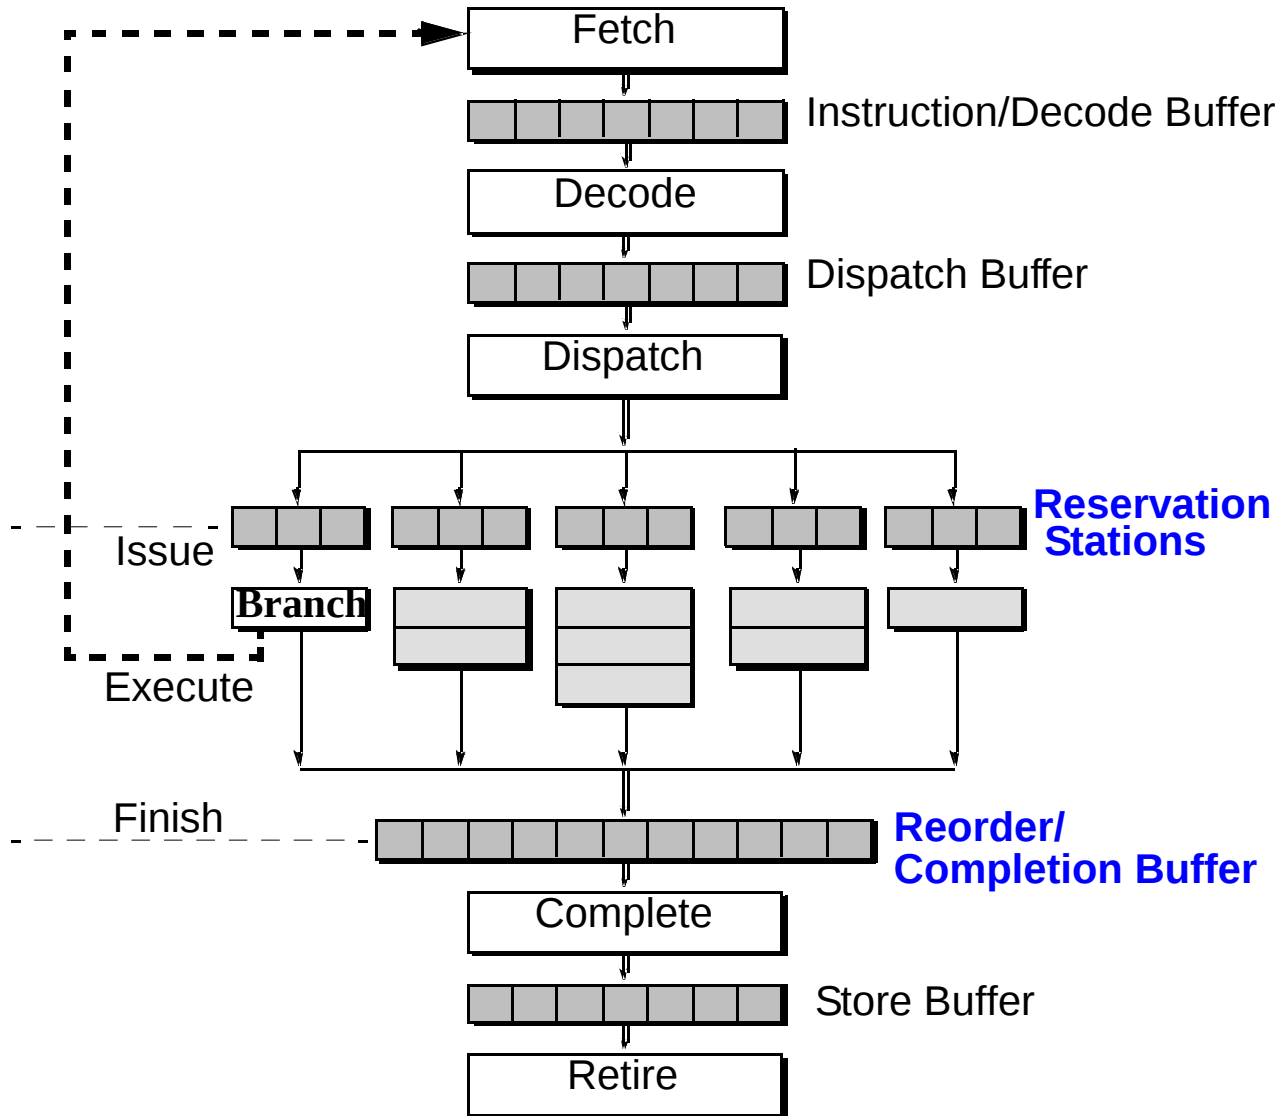 Fetch
Instruction/Decode Buffer
Decode
Dispatch Buffer
Dispatch
Reservation
Stations
Issue
Branch
Execute
Finish
Reorder/
Completion Buffer
Complete
Store Buffer
Retire